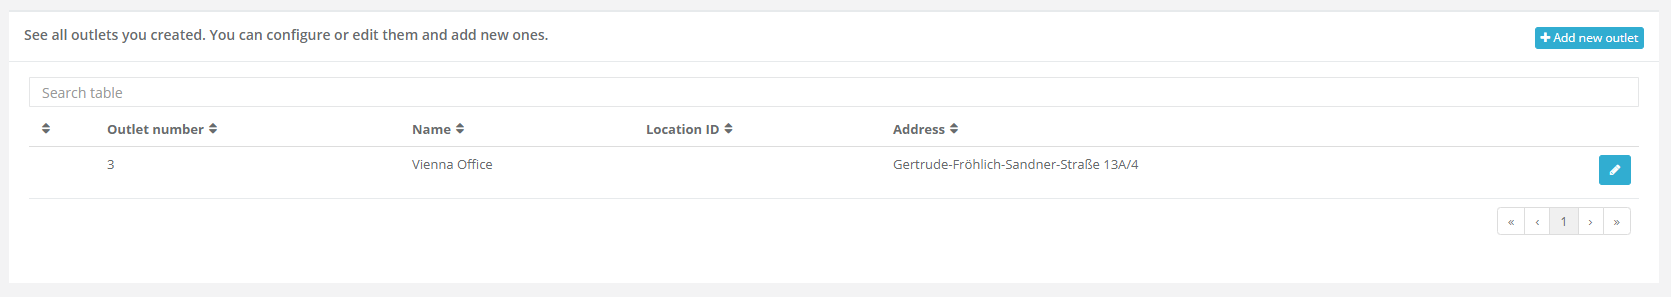 See all outlets you created. You can configure or edit them and add new ones.
Add new outlet
Search table
Outlet number Name Location ID Address
3 Vienna Office Gertrude-Fröhlich-Sandner-Straße 13A/4
« ‹ 1 › »